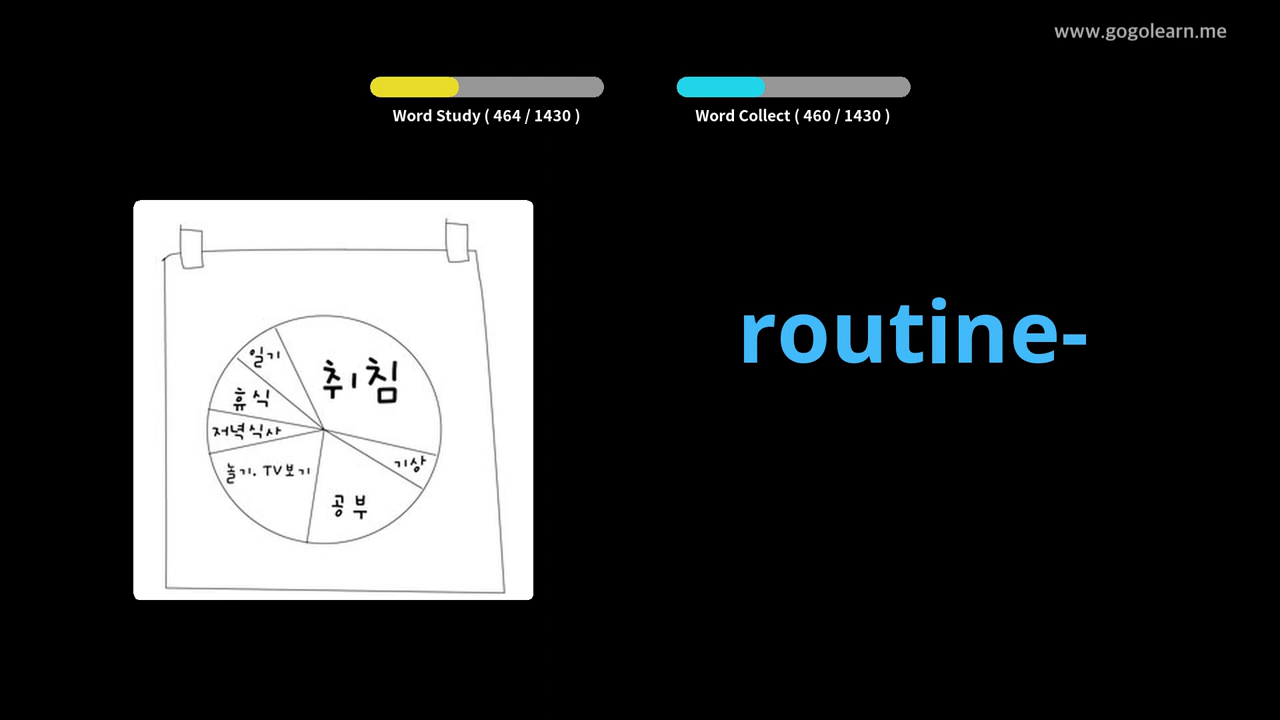 www.gogolearn.me
Word Study ( 464 / 1430 )
Word Collect ( 460 / 1430 )
일기
취침
휴식
저녁식사
기상
놀기. TV보기
공부
routine-